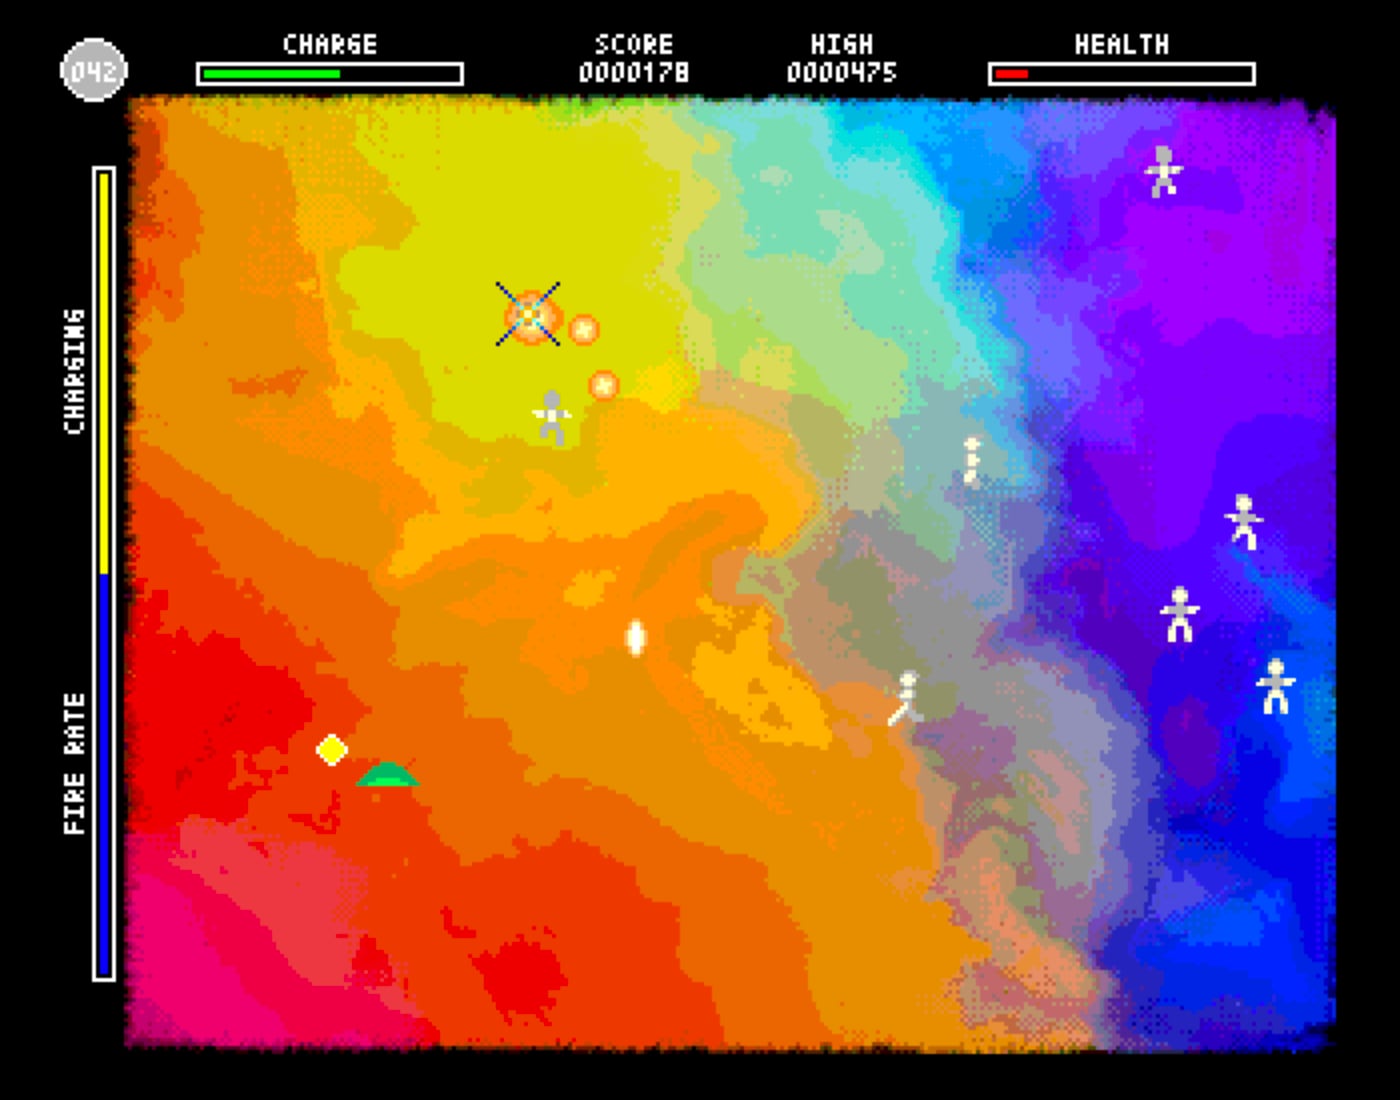 042
CHARGE
SCORE
0000178
HIGH
0000475
HEALTH
CHARGING
FIRE RATE